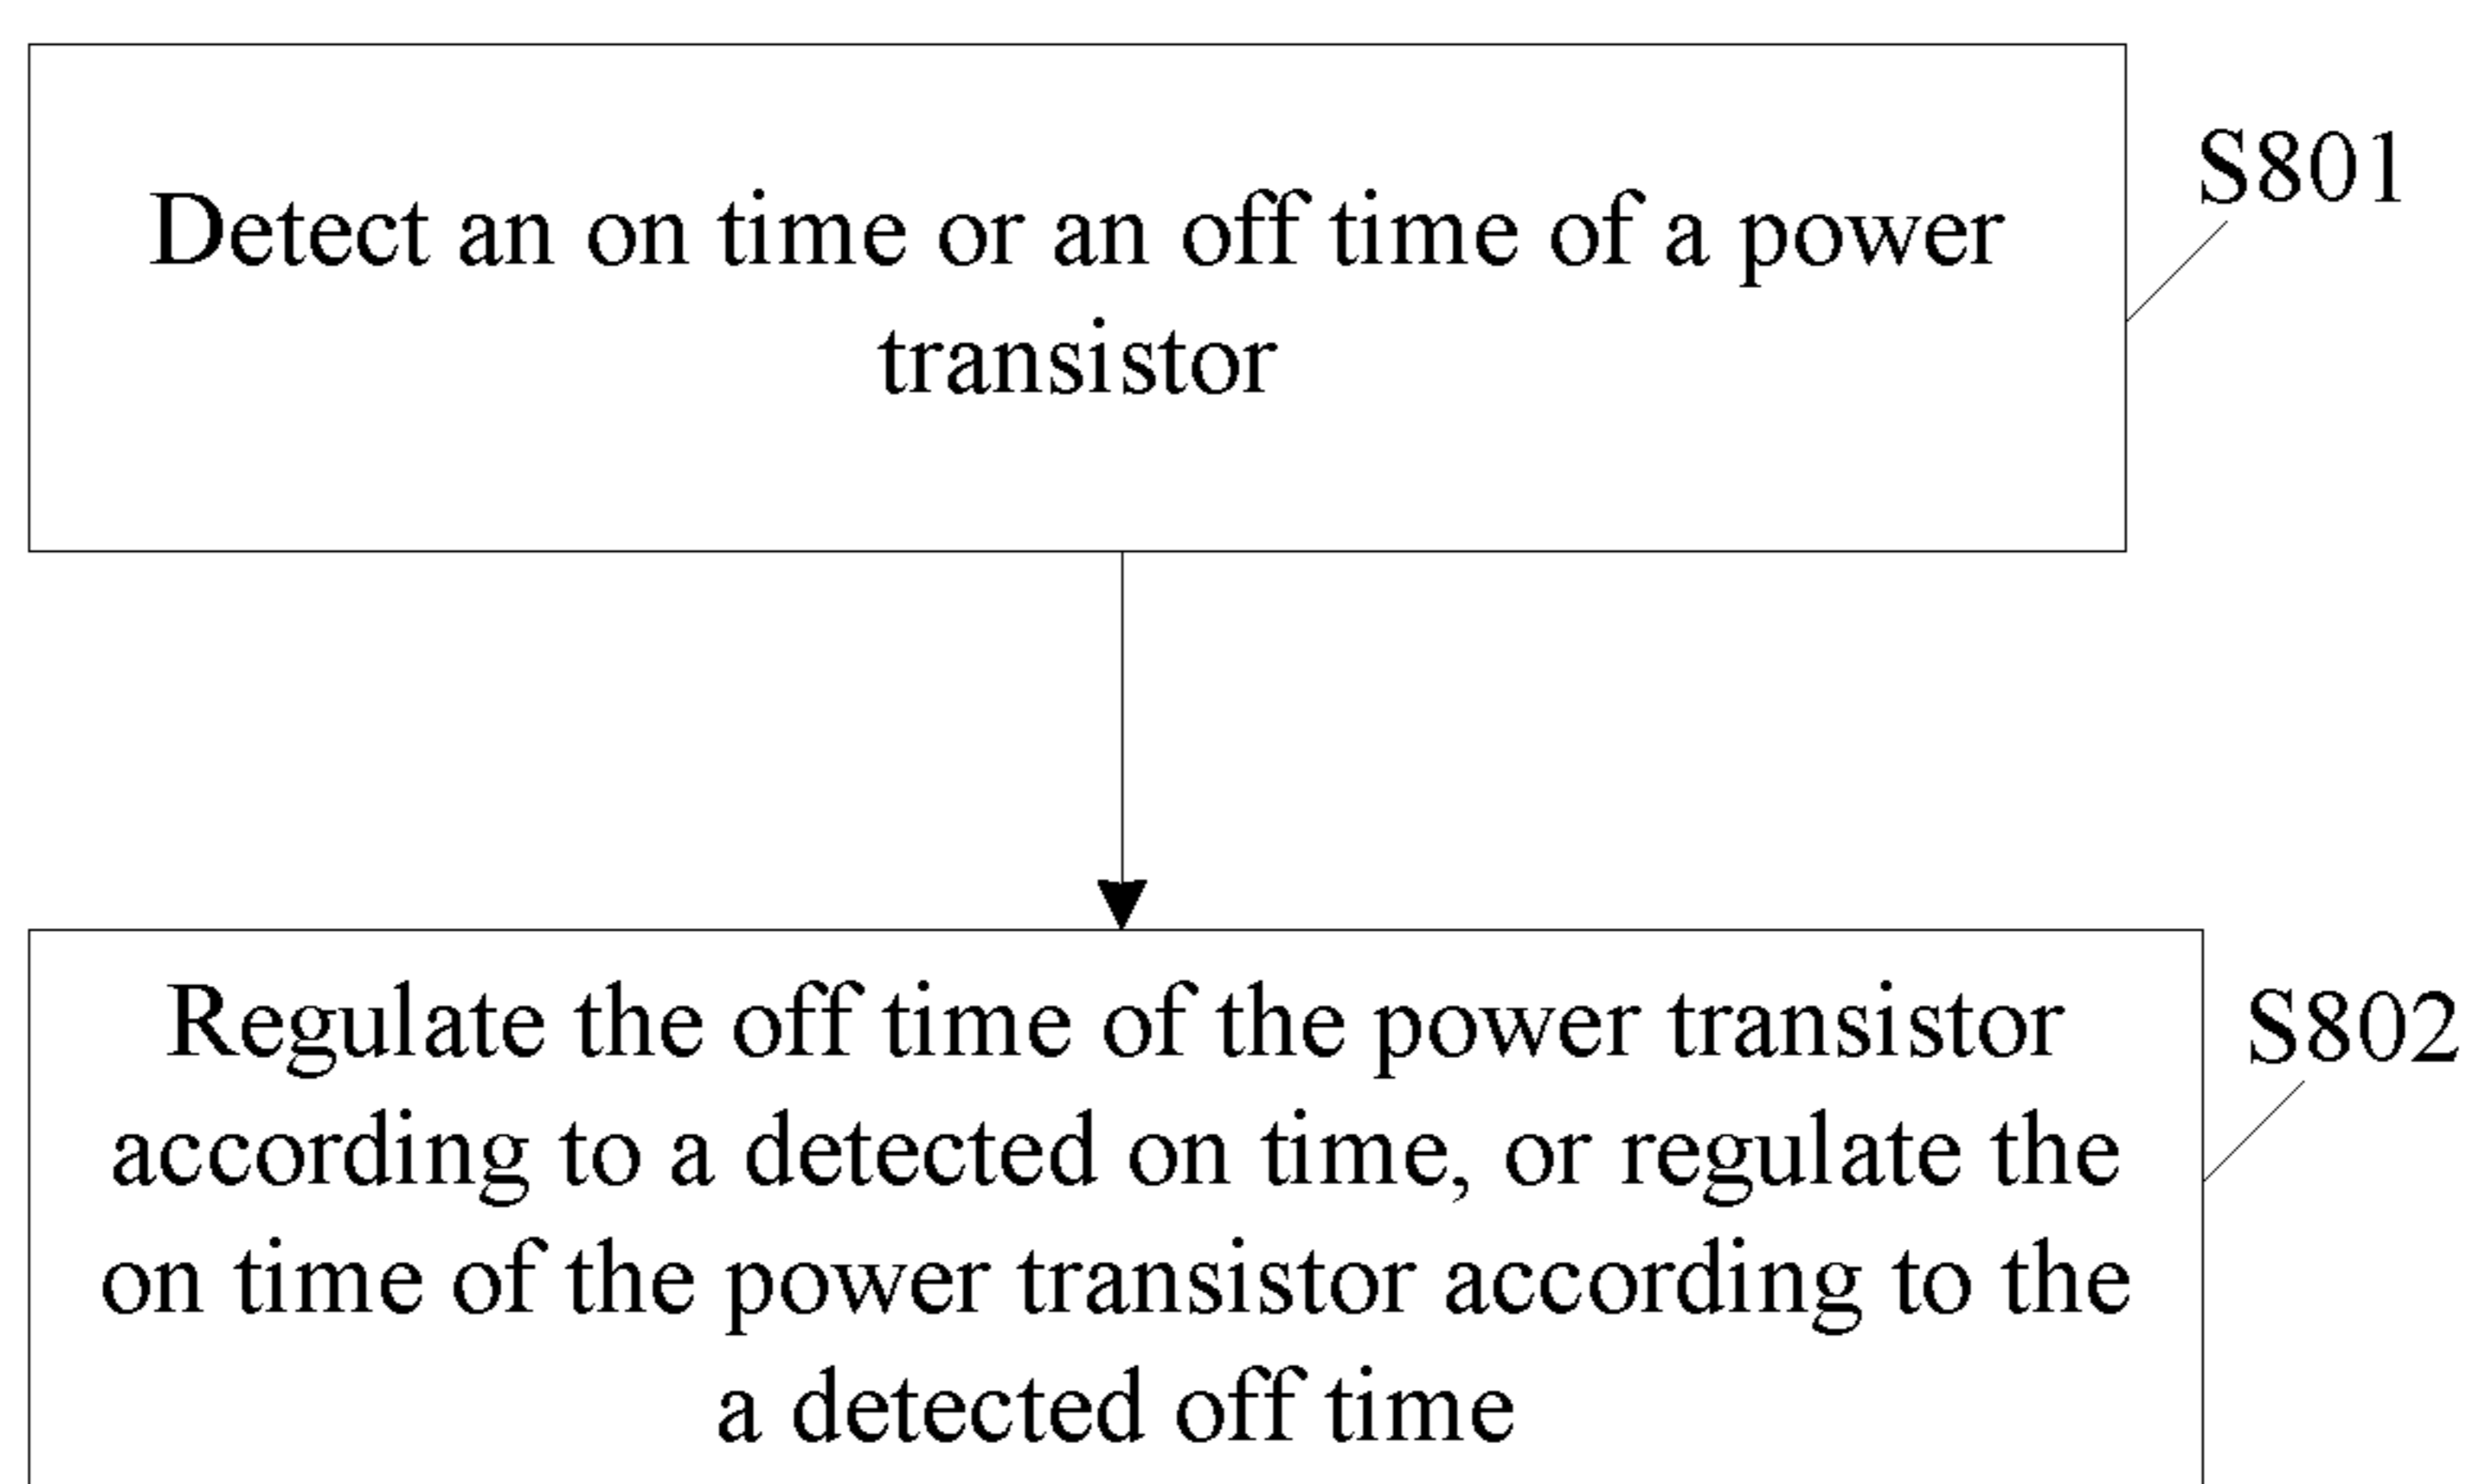 Detect an on time or an off time of a power
transistor
S801
Regulate the off time of the power transistor
according to a detected on time, or regulate the
on time of the power transistor according to the
a detected off time
S802